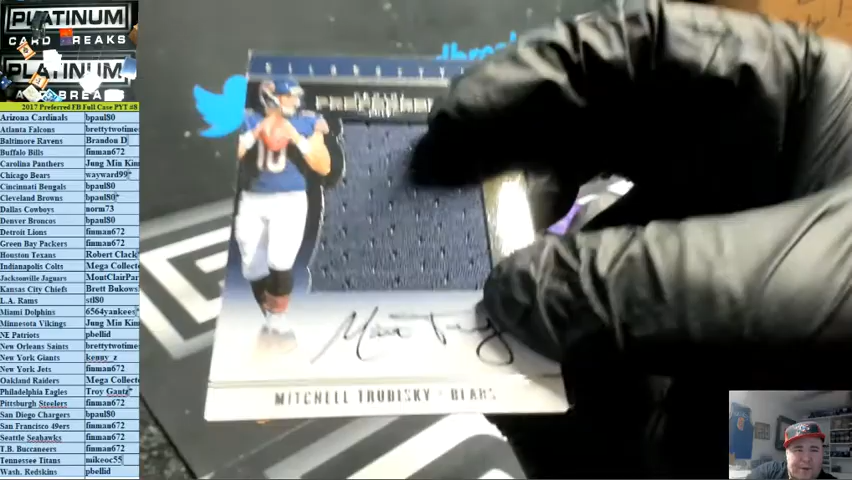 PLATINUM
CARD BREAKS
PLATINUM
2017 Preferred FB Full Case PYT #8
Arizona Cardinals bpaul80
Atlanta Falcons brettytwotime
Baltimore Ravens Brandon D
Buffalo Bills finman672
Carolina Panthers Jung Min Kim
Chicago Bears wayward99*
Cincinnati Bengals bpaul80
Cleveland Browns bpaul80*
Dallas Cowboys norm73
Denver Broncos bpaul80
Detroit Lions finman672
Green Bay Packers finman672
Houston Texans Robert Clack
Indianapolis Colts Mega Collect
Jacksonville Jaguars MontClairPar
Kansas City Chiefs Brett Bukows
L.A. Rams stl80
Miami Dolphins 6564yankees
Minnesota Vikings Jung Min Kim
NE Patriots pbellid
New Orleans Saints brettytwotime
New York Giants kenny_z
New York Jets finman672
Oakland Raiders Mega Collect
Philadelphia Eagles Troy Gantz*
Pittsburgh Steelers finman672
San Diego Chargers bpaul80
San Francisco 49ers finman672
Seattle Seahawks finman672
T.B. Buccaneers finman672
Tennessee Titans mikeoc55
Wash. Redskins pbellid
10
MITCHELL TRUBISKY · BEARS